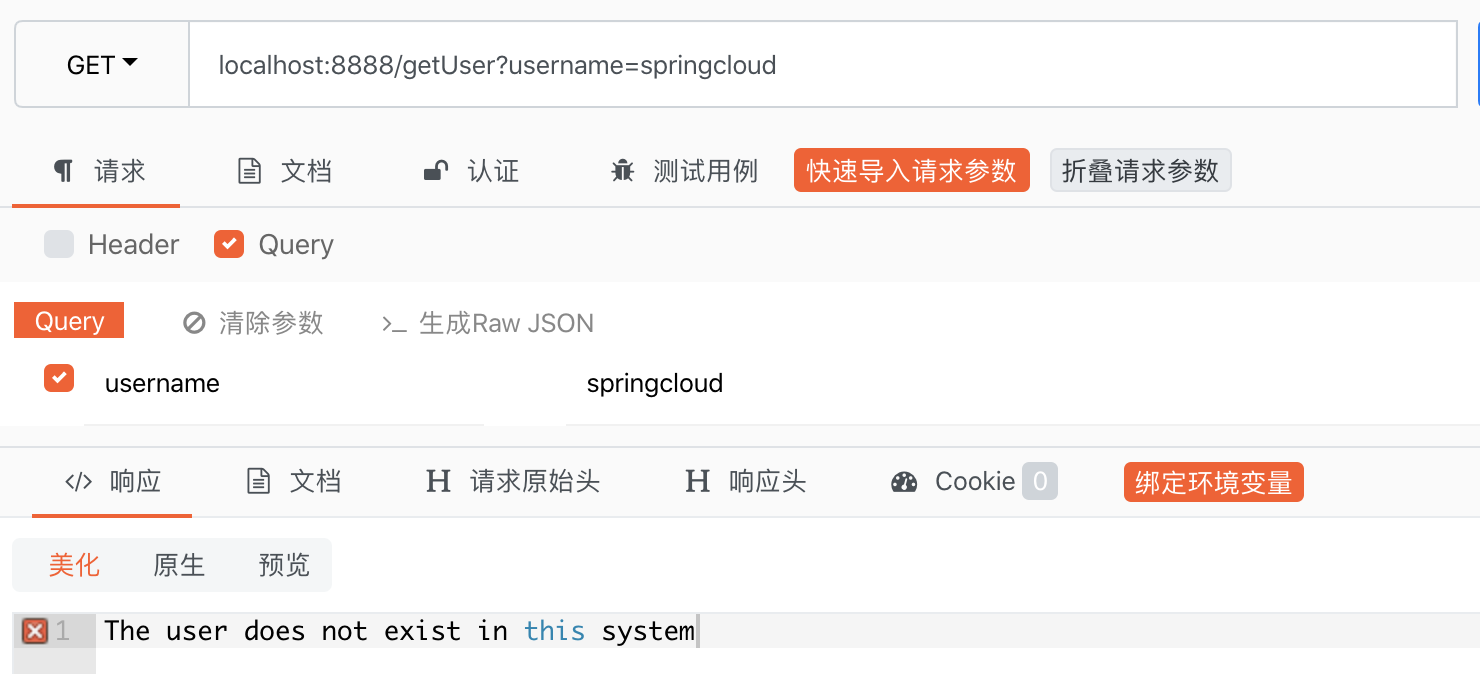 GET localhost:8888/getUser?username=springcloud
请求 文档 认证 测试用例 快速导入请求参数 折叠请求参数
Header Query
Query 清除参数 >_ 生成Raw JSON
username springcloud
</> 响应 文档 H 请求原始头 H 响应头 Cookie 0 绑定环境变量
美化 原生 预览
1 The user does not exist in this system